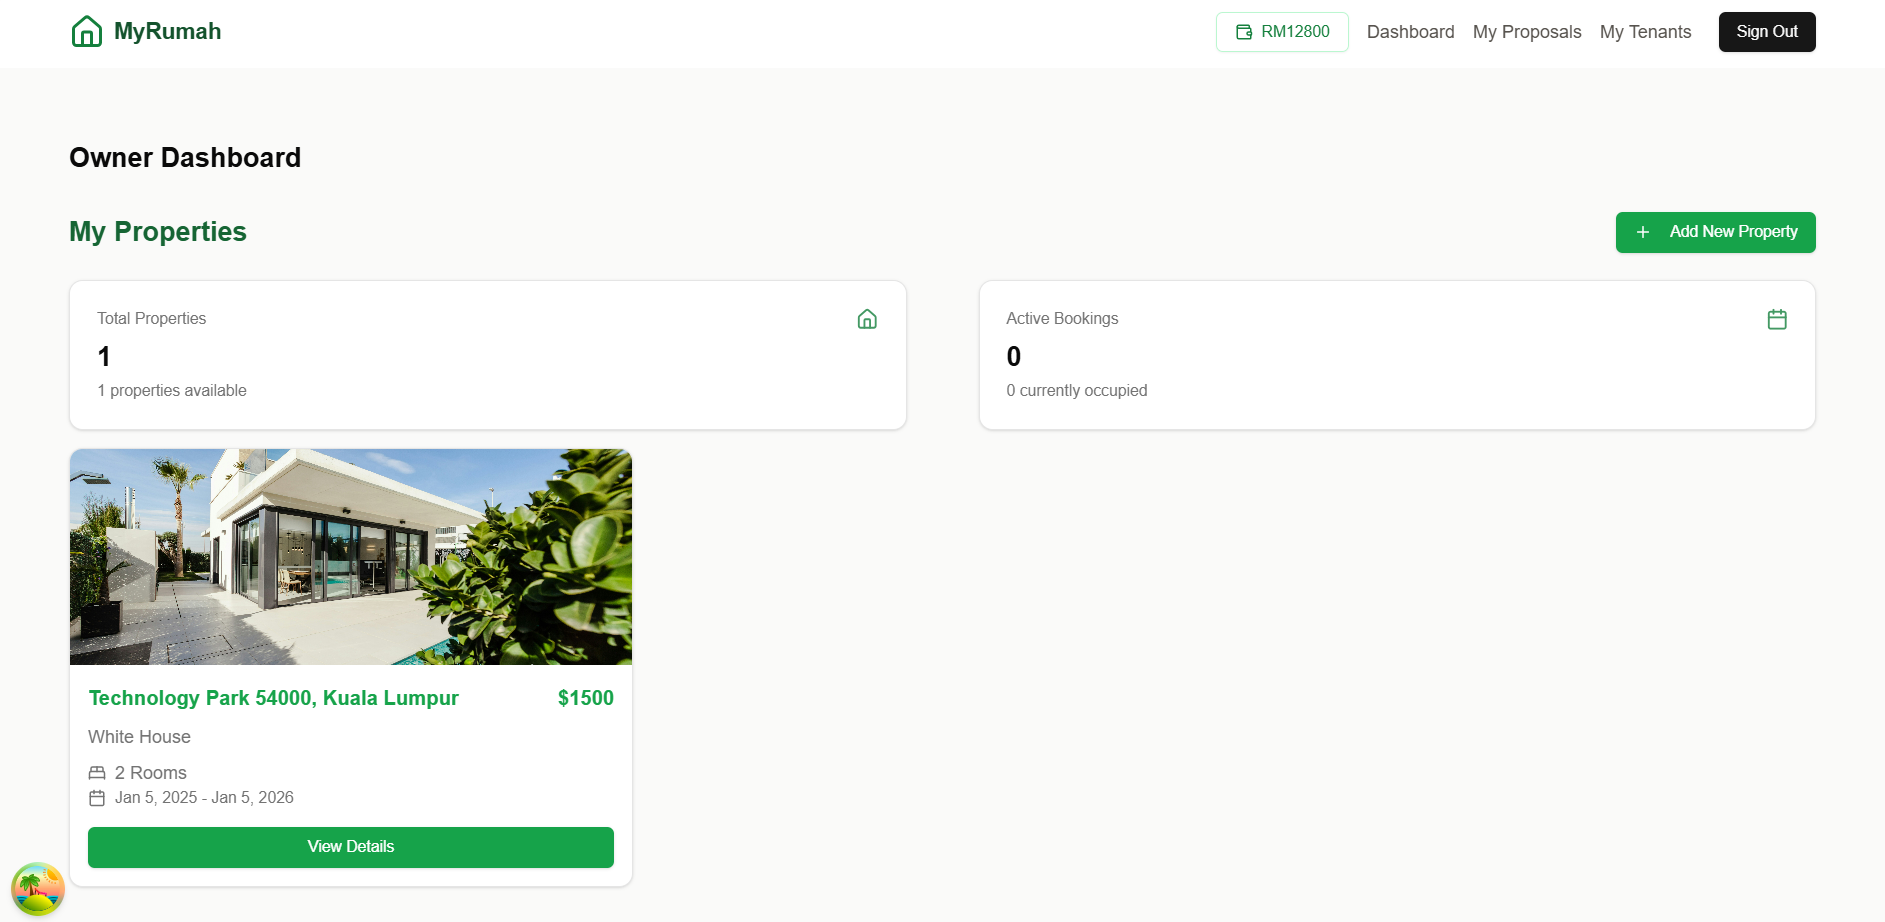 MyRumah
RM12800
Dashboard
My Proposals
My Tenants
Sign Out
Owner Dashboard
My Properties
Add New Property
Total Properties
1
1 properties available
Active Bookings
0
0 currently occupied
Technology Park 54000, Kuala Lumpur
$1500
White House
2 Rooms
Jan 5, 2025 - Jan 5, 2026
View Details